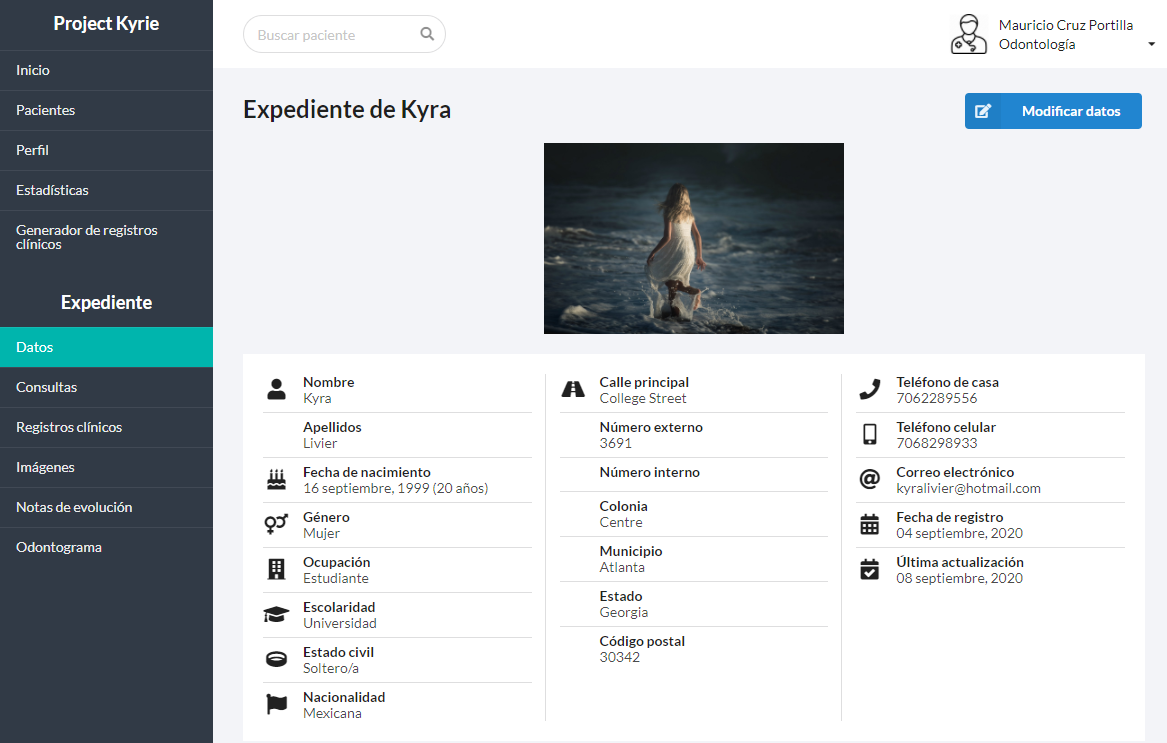 Project Kyrie
Inicio
Pacientes
Perfil
Estadísticas
Generador de registros
clínicos
Expediente
Datos
Consultas
Registros clínicos
Imágenes
Notas de evolución
Odontograma
Buscar paciente
Mauricio Cruz Portilla
Odontología
Expediente de Kyra
Modificar datos
Nombre
Kyra
Apellidos
Livier
Fecha de nacimiento
16 septiembre, 1999 (20 años)
Género
Mujer
Ocupación
Estudiante
Escolaridad
Universidad
Estado civil
Soltero/a
Nacionalidad
Mexicana
Calle principal
College Street
Número externo
3691
Número interno
Colonia
Centre
Municipio
Atlanta
Estado
Georgia
Código postal
30342
Teléfono de casa
7062289556
Teléfono celular
7068298933
Correo electrónico
kyralivier@hotmail.com
Fecha de registro
04 septiembre, 2020
Última actualización
08 septiembre, 2020